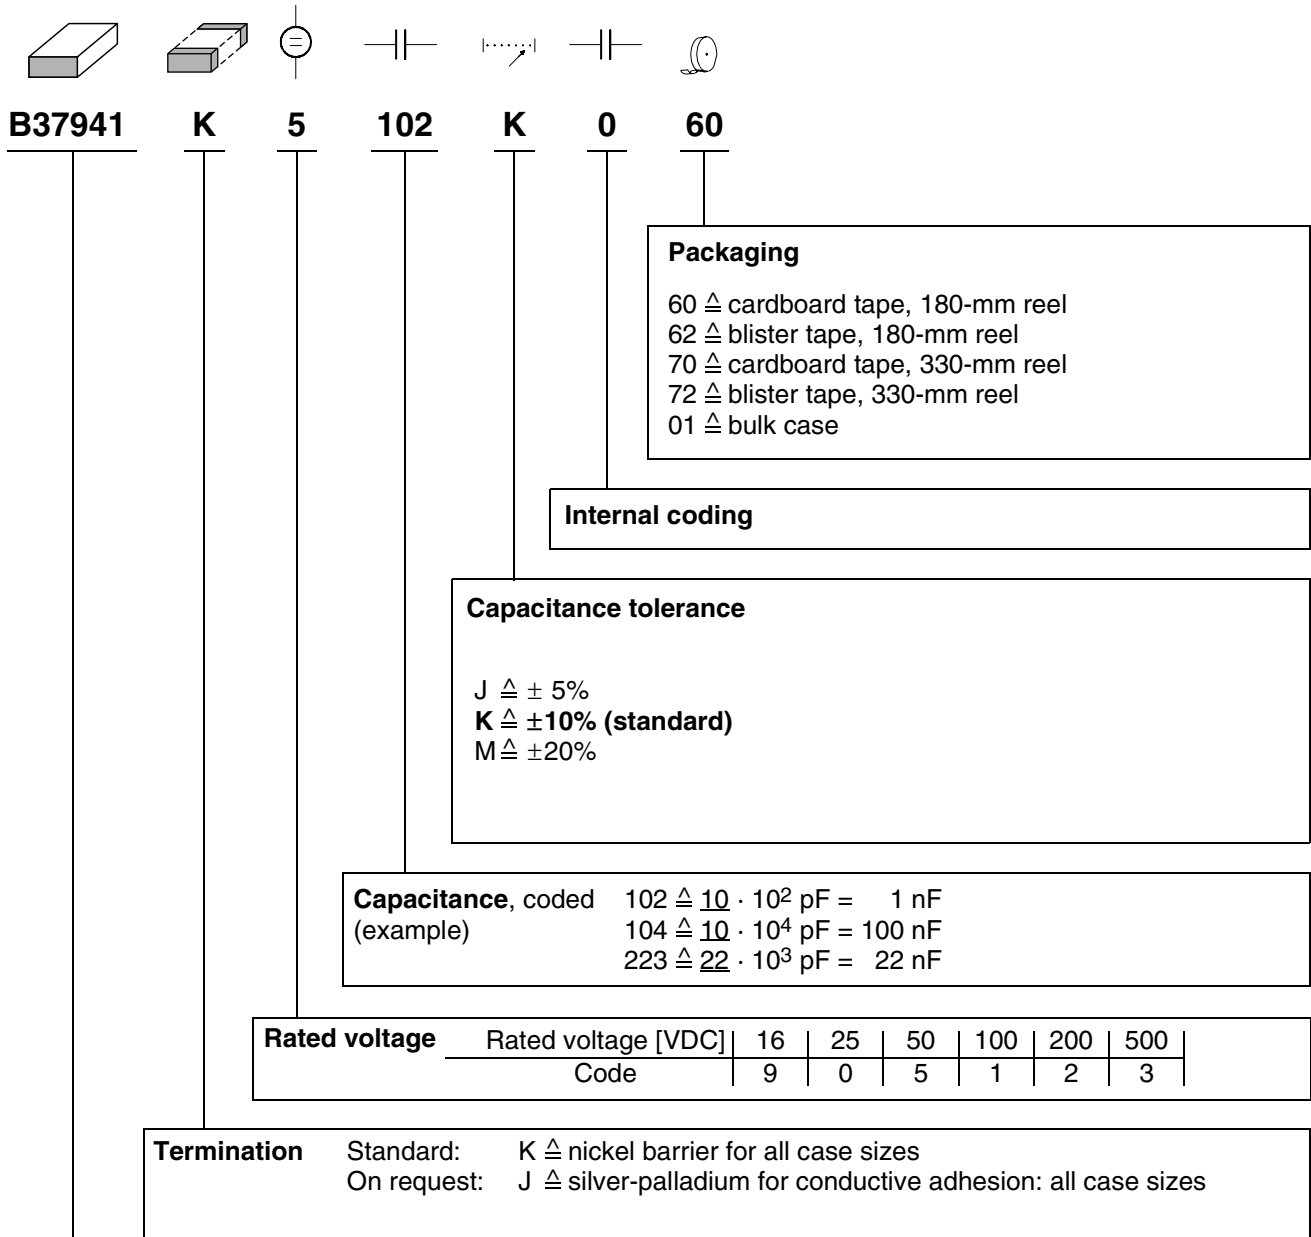 B37941 K 5 102 K 0 60
Packaging
60 ≙ cardboard tape, 180-mm reel
62 ≙ blister tape, 180-mm reel
70 ≙ cardboard tape, 330-mm reel
72 ≙ blister tape, 330-mm reel
01 ≙ bulk case
Internal coding
Capacitance tolerance
J ≙ ± 5%
K ≙ ±10% (standard)
M ≙ ±20%
Capacitance, coded 102 ≙ 10 · 10² pF = 1 nF
(example) 104 ≙ 10 · 10⁴ pF = 100 nF
223 ≙ 22 · 10³ pF = 22 nF
Rated voltage Rated voltage [VDC] 16 25 50 100 200 500
Code 9 0 5 1 2 3
Termination Standard: K ≙ nickel barrier for all case sizes
On request: J ≙ silver-palladium for conductive adhesion: all case sizes